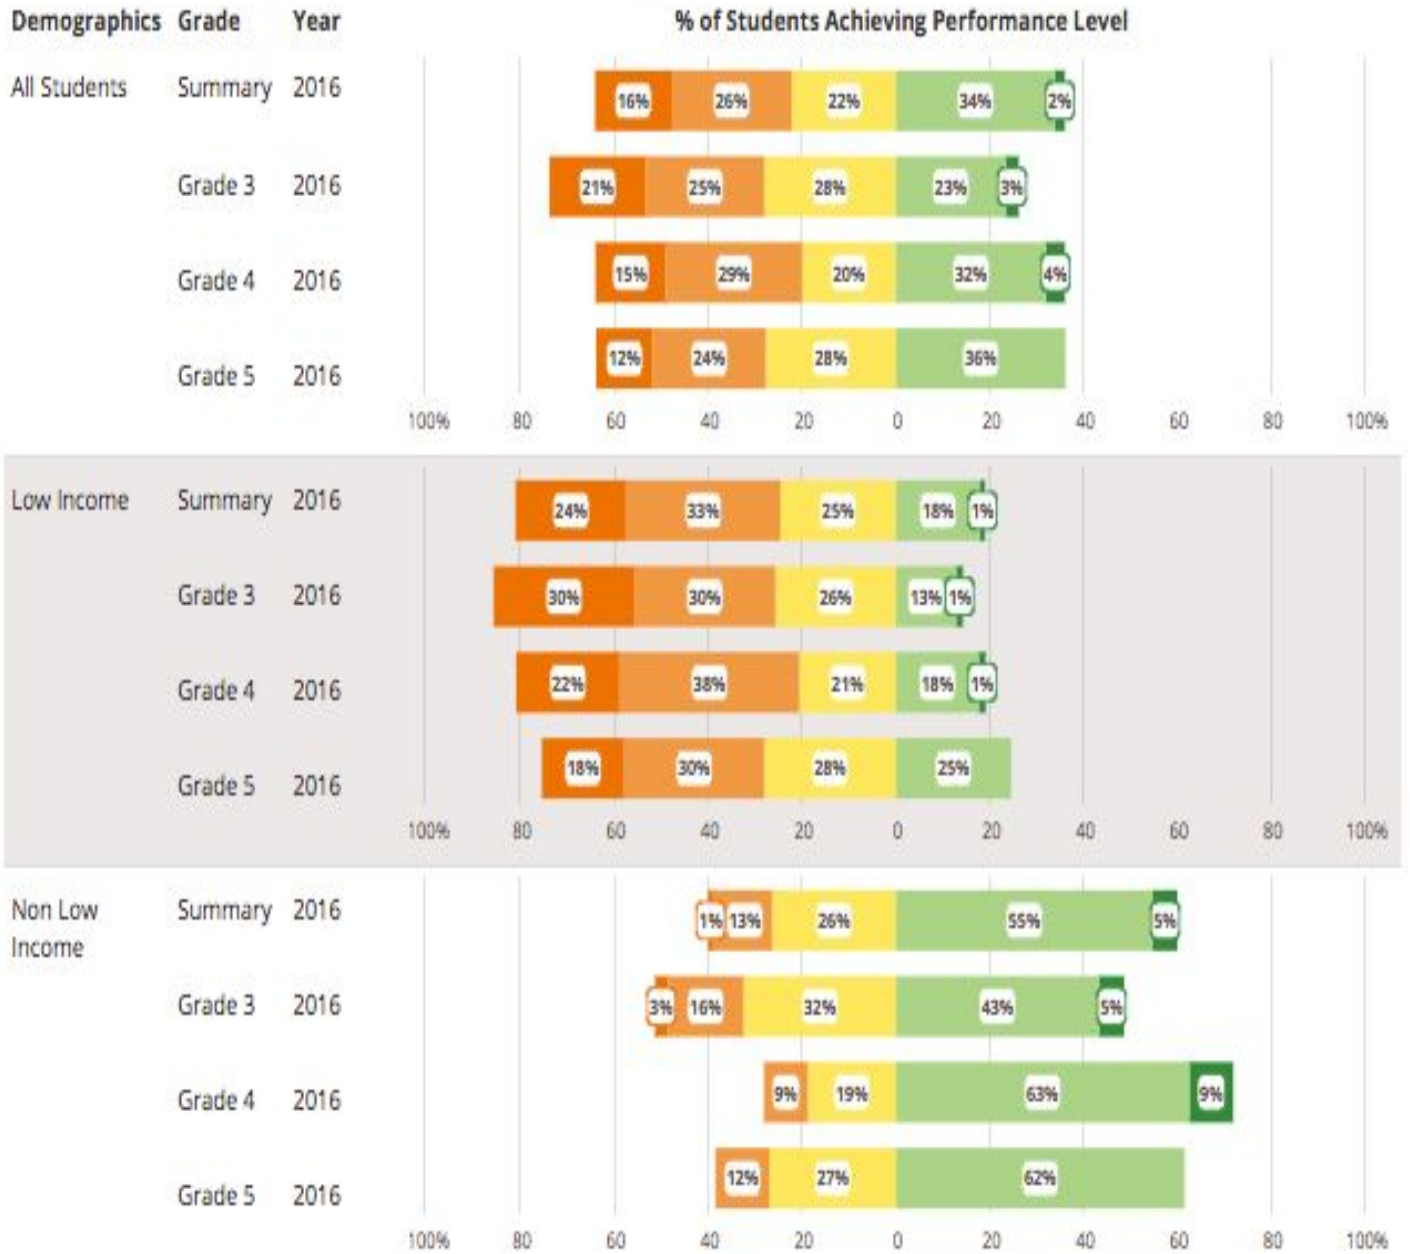 Demographics Grade Year % of Students Achieving Performance Level
All Students Summary 2016 16% 26% 22% 34% 2%
Grade 3 2016 21% 25% 28% 23% 3%
Grade 4 2016 15% 29% 20% 32% 4%
Grade 5 2016 12% 24% 28% 36%
100% 80 60 40 20 0 20 40 60 80 100%
Low Income Summary 2016 24% 33% 25% 18% 1%
Grade 3 2016 30% 30% 26% 13% 1%
Grade 4 2016 22% 38% 21% 18% 1%
Grade 5 2016 18% 30% 28% 25%
100% 80 60 40 20 0 20 40 60 80 100%
Non Low Summary 2016 1% 13% 26% 55% 5%
Income
Grade 3 2016 3% 16% 32% 43% 5%
Grade 4 2016 9% 19% 63% 9%
Grade 5 2016 12% 27% 62%
100% 80 60 40 20 0 20 40 60 80 100%